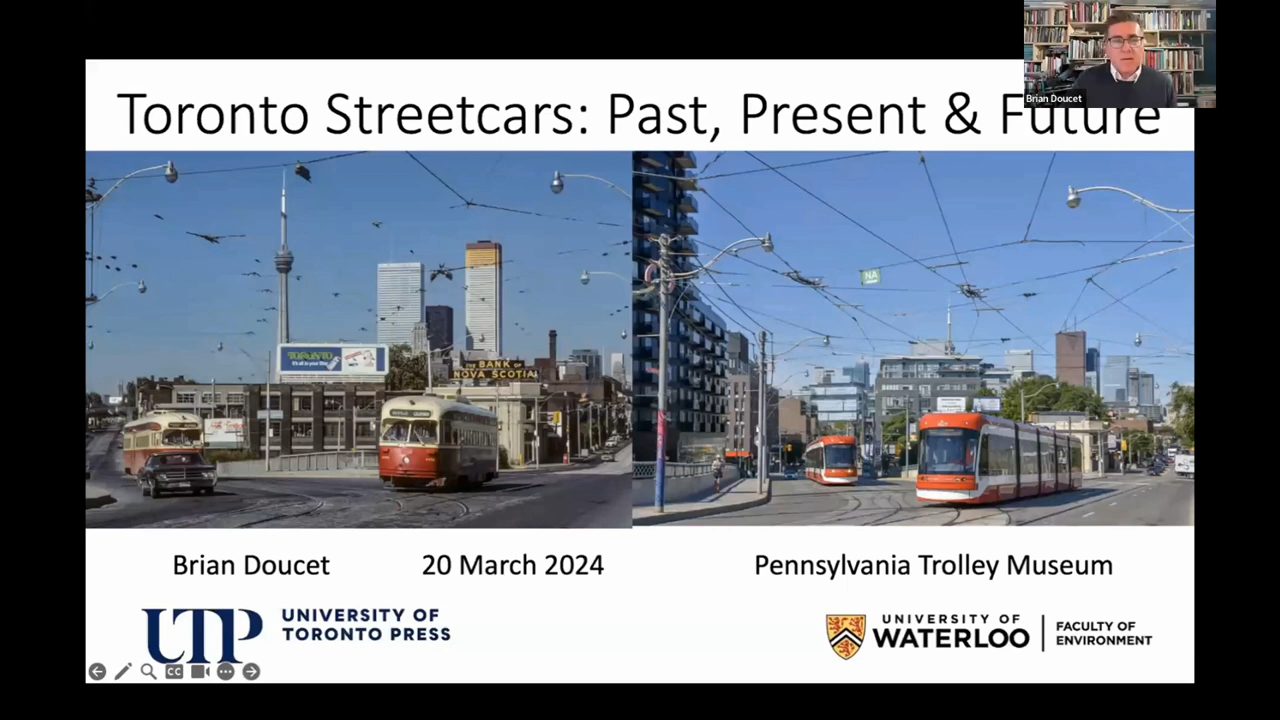 Brian Doucet
Toronto Streetcars: Past, Present & Future
TORONTO
THE BANK OF
NOVA SCOTIA
NA
Brian Doucet
20 March 2024
Pennsylvania Trolley Museum
UTP
UNIVERSITY OF
TORONTO PRESS
UNIVERSITY OF
WATERLOO
FACULTY OF
ENVIRONMENT
CC